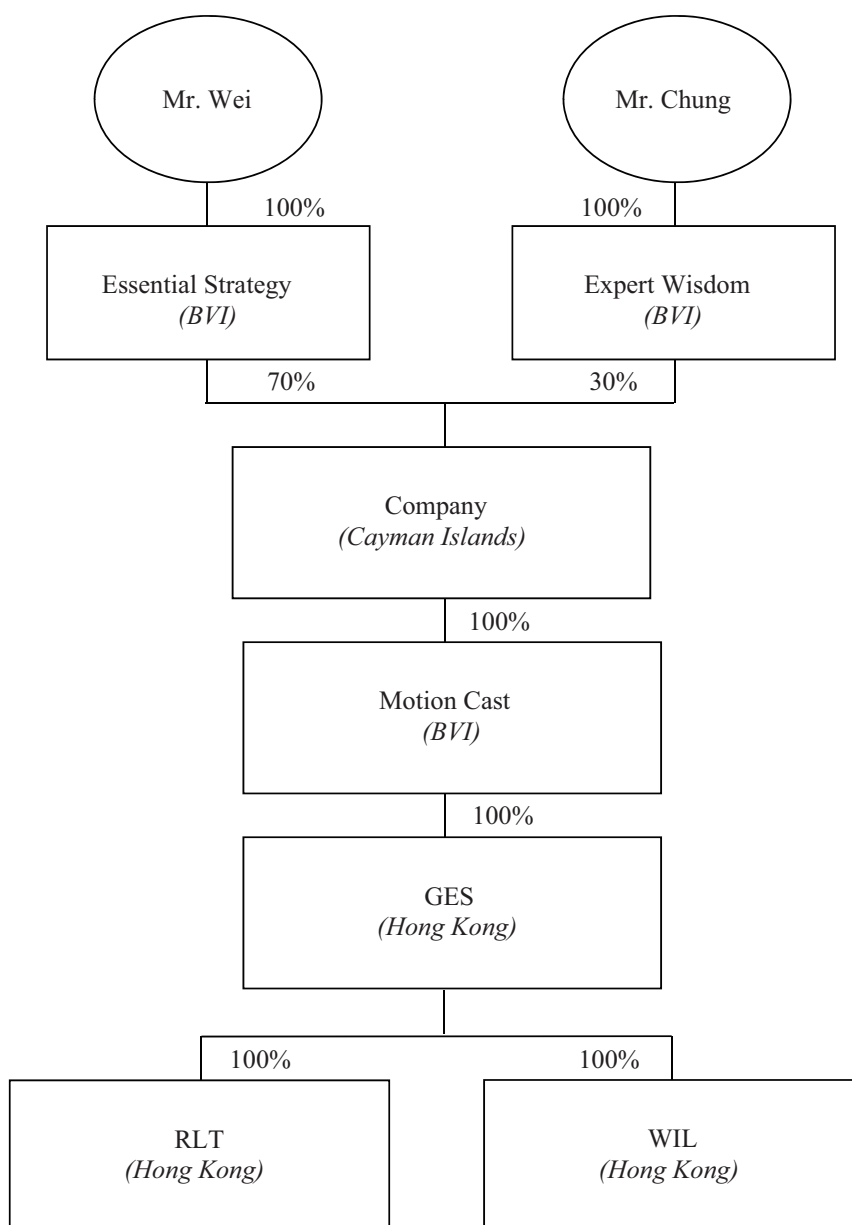 Mr. Wei
Mr. Chung
100%
100%
Essential Strategy
(BVI)
Expert Wisdom
(BVI)
70%
30%
Company
(Cayman Islands)
100%
Motion Cast
(BVI)
100%
GES
(Hong Kong)
100%
100%
RLT
(Hong Kong)
WIL
(Hong Kong)